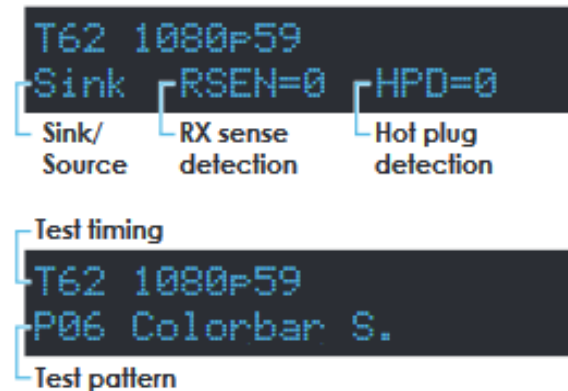 T62 1080p59
Sink RSEN=0 HPD=0
Sink/ RX sense Hot plug
Source detection detection
Test timing
T62 1080p59
P06 Colorbar S.
Test pattern